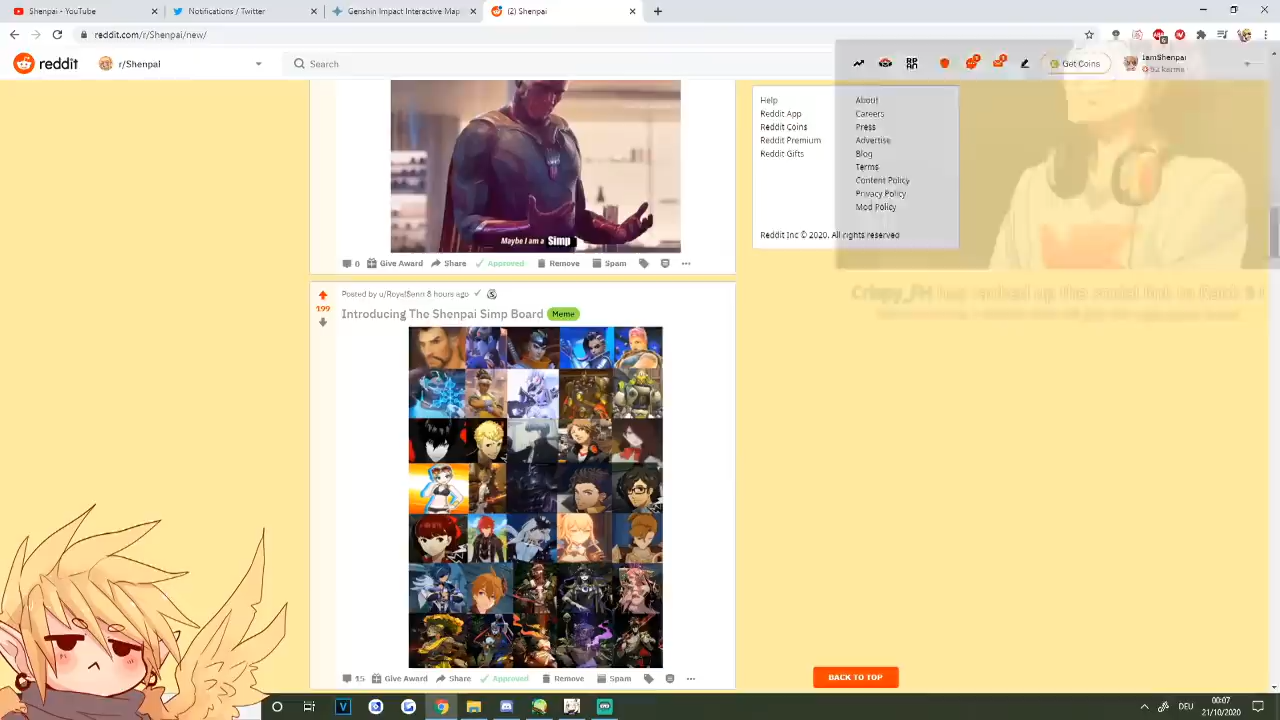 Shenpai - YouTube
Notifications / Twitter
Genshin Impact Interactive Map
(2) Shenpai
reddit.com/r/Shenpai/new/
reddit
r/Shenpai
Search
Get Coins
IamShenpai
Help
About
Reddit App
Careers
Reddit Coins
Press
Reddit Premium
Advertise
Reddit Gifts
Blog
Terms
Content Policy
Privacy Policy
Mod Policy
Reddit Inc © 2020. All rights reserved
Maybe I am a Simp
0 Give Award Share Approved Remove Spam
Posted by u/RoyalSenn 8 hours ago
199
Introducing The Shenpai Simp Board Meme
15 Give Award Share Approved Remove Spam
BACK TO TOP
DEU
00:07
21/10/2020